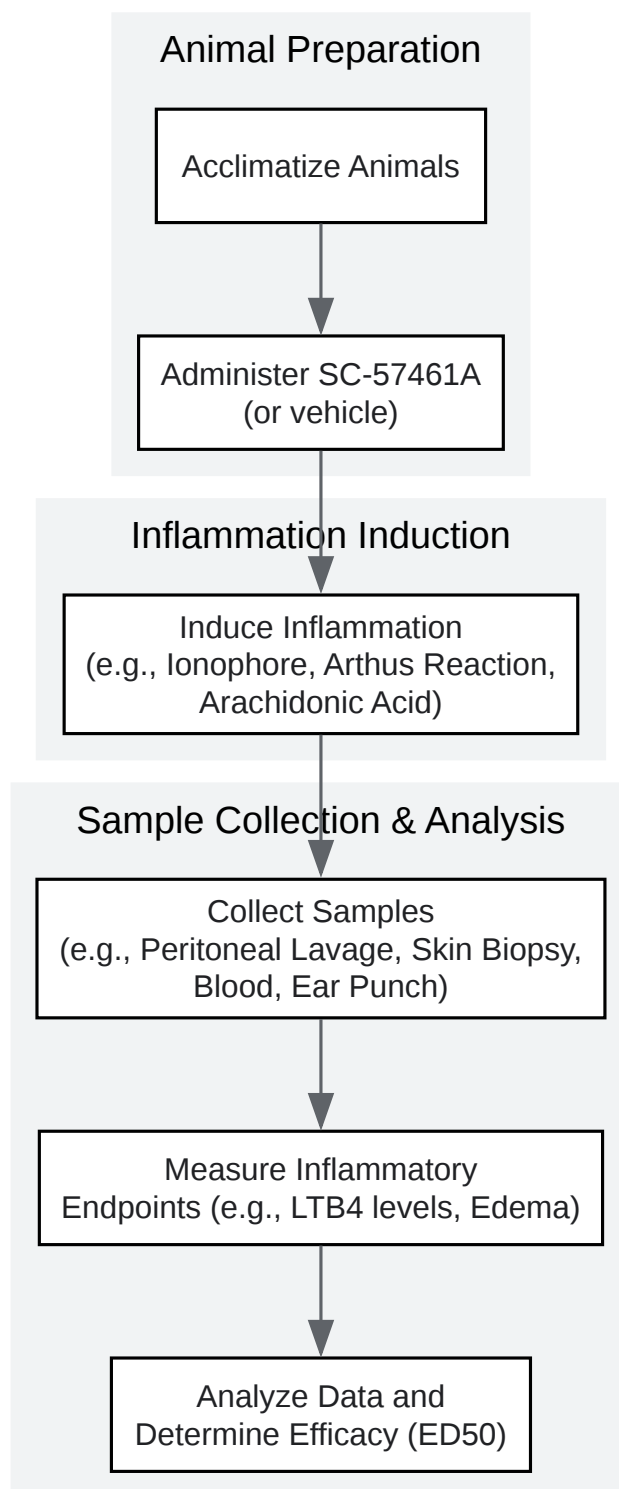 Animal Preparation
Acclimatize Animals
Administer SC-57461A
(or vehicle)
Inflammation Induction
Induce Inflammation
(e.g., Ionophore, Arthus Reaction,
Arachidonic Acid)
Sample Collection & Analysis
Collect Samples
(e.g., Peritoneal Lavage, Skin Biopsy,
Blood, Ear Punch)
Measure Inflammatory
Endpoints (e.g., LTB4 levels, Edema)
Analyze Data and
Determine Efficacy (ED50)